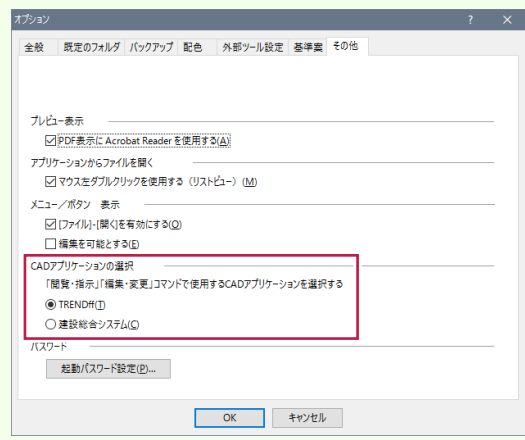 オプション
? ×
全般 既定のフォルダ バックアップ 配色 外部ツール設定 基準案 その他
プレビュー表示
PDF表示に Acrobat Reader を使用する(A)
アプリケーションからファイルを開く
マウス左ダブルクリックを使用する（リストビュー）(M)
メニュー／ボタン 表示
[ファイル]-[開く]を有効にする(O)
編集を可能とする(E)
CADアプリケーションの選択
「閲覧・指示」「編集・変更」コマンドで使用するCADアプリケーションを選択する
TRENDff(T)
建設総合システム(C)
パスワード
起動パスワード設定(P)...
OK キャンセル